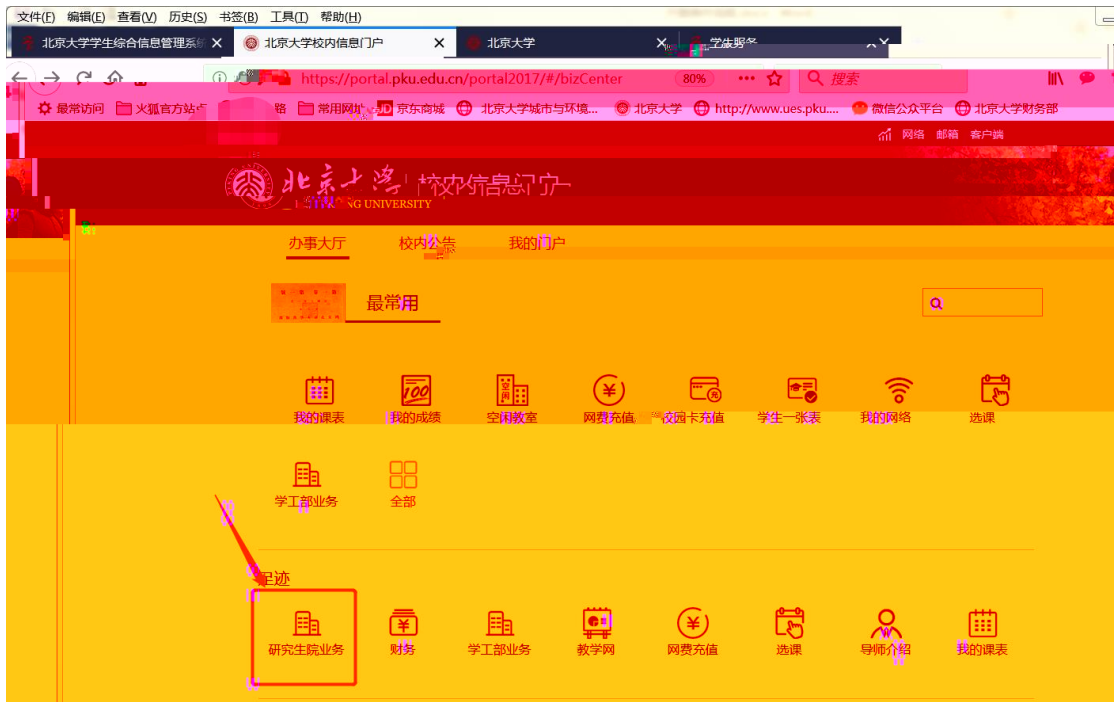 文件(F) 编辑(E) 查看(V) 历史(S) 书签(B) 工具(T) 帮助(H)
北京大学学生综合信息管理系统 北京大学校内信息门户 北京大学
https://portal.pku.edu.cn/portal2017/#/bizCenter 80% 搜索
最常访问 火狐官方站点 常用网址 京东商城 北京大学城市与环境... 北京大学 http://www.ues.pku.... 微信公众平台 北京大学财务部
网络 邮箱 客户端
北京大学 校内信息门户
UNIVERSITY
办事大厅 校内公告 我的门户
最常用
我的课表 我的成绩 空闲教室 网费充值 校园卡充值 学生一张表 我的网络 选课
学工部业务 全部
足迹
研究生院业务 财务 学工部业务 教学网 网费充值 选课 导师介绍 我的课表